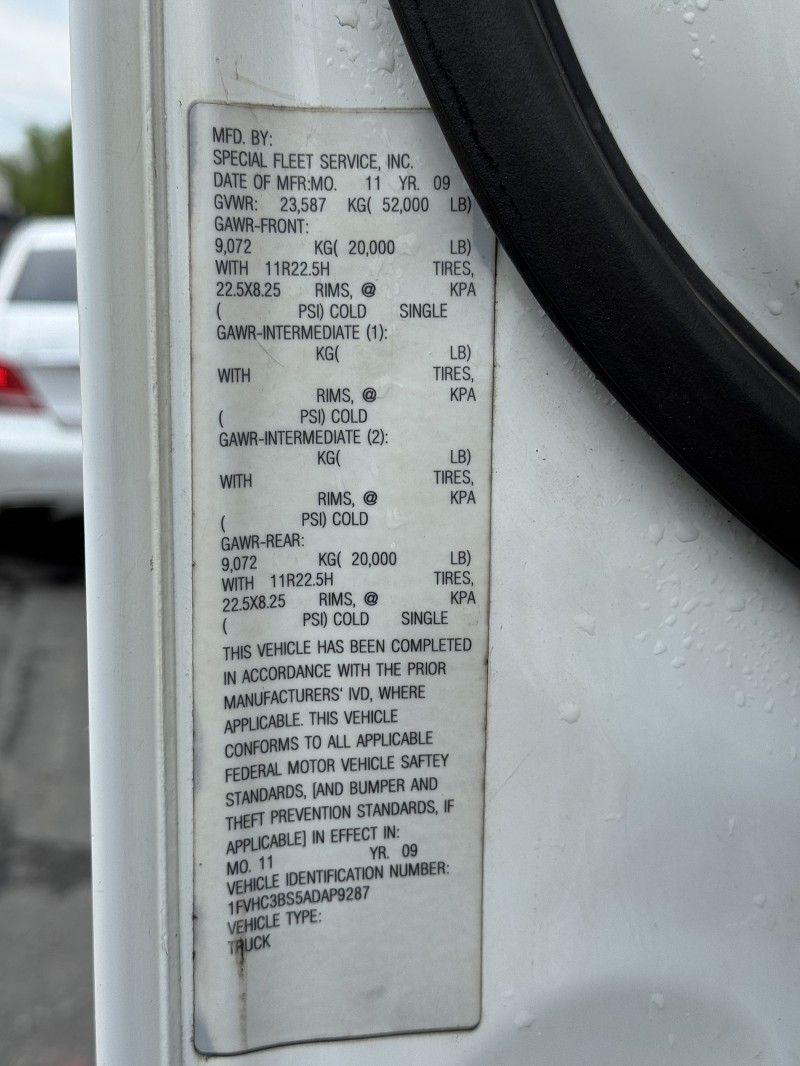 MFD. BY:
SPECIAL FLEET SERVICE, INC.
DATE OF MFR:MO. 11 YR. 09
GVWR: 23,587 KG( 52,000 LB)
GAWR-FRONT:
9,072 KG( 20,000 LB)
WITH 11R22.5H TIRES,
22.5X8.25 RIMS, @ KPA
( PSI) COLD SINGLE
GAWR-INTERMEDIATE (1):
KG( LB)
WITH TIRES,
RIMS, @ KPA
( PSI) COLD
GAWR-INTERMEDIATE (2):
KG( LB)
WITH TIRES,
RIMS, @ KPA
( PSI) COLD
GAWR-REAR:
9,072 KG( 20,000 LB)
WITH 11R22.5H TIRES,
22.5X8.25 RIMS, @ KPA
( PSI) COLD SINGLE
THIS VEHICLE HAS BEEN COMPLETED
IN ACCORDANCE WITH THE PRIOR
MANUFACTURERS' IVD, WHERE
APPLICABLE. THIS VEHICLE
CONFORMS TO ALL APPLICABLE
FEDERAL MOTOR VEHICLE SAFTEY
STANDARDS, [AND BUMPER AND
THEFT PREVENTION STANDARDS, IF
APPLICABLE] IN EFFECT IN:
MO. 11 YR. 09
VEHICLE IDENTIFICATION NUMBER:
1FVHC3BS5ADAP9287
VEHICLE TYPE:
TRUCK